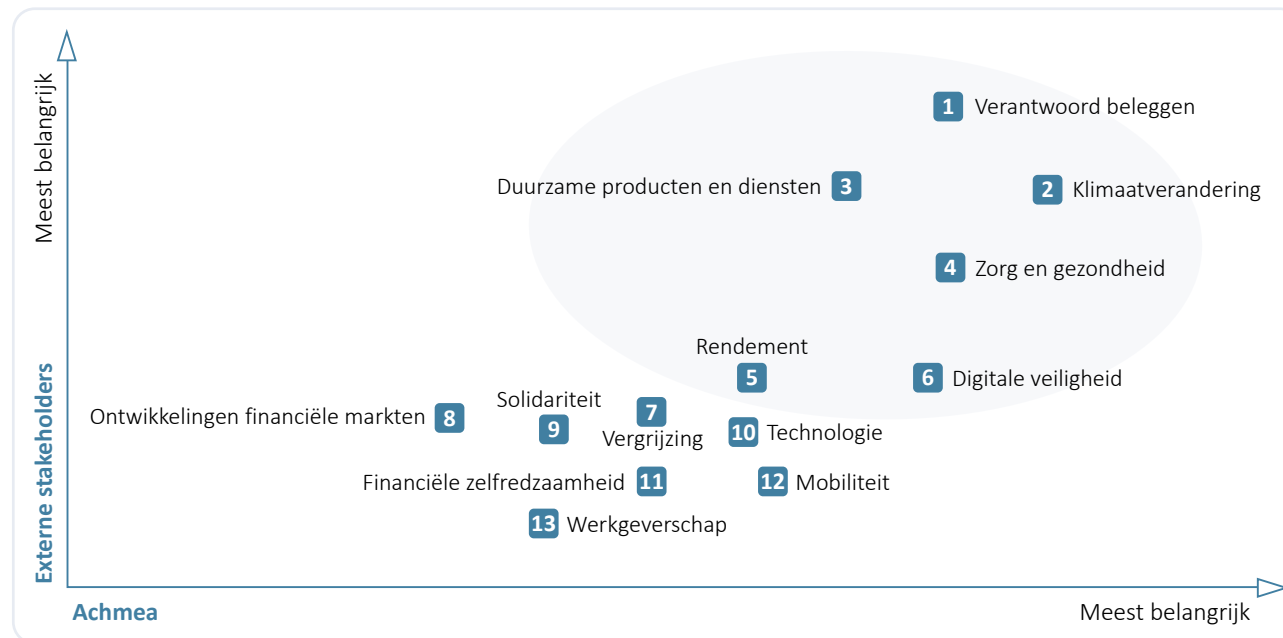 Meest belangrijk
Externe stakeholders
1 Verantwoord beleggen
Duurzame producten en diensten 3
2 Klimaatverandering
4 Zorg en gezondheid
Rendement
5
6 Digitale veiligheid
Ontwikkelingen financiële markten 8
Solidariteit
9
7
Vergrijzing
10 Technologie
Financiële zelfredzaamheid 11
12 Mobiliteit
13 Werkgeverschap
Achmea
Meest belangrijk